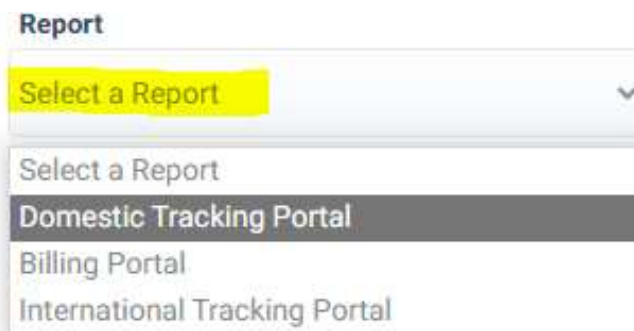 Report
Select a Report
Select a Report
Domestic Tracking Portal
Billing Portal
International Tracking Portal